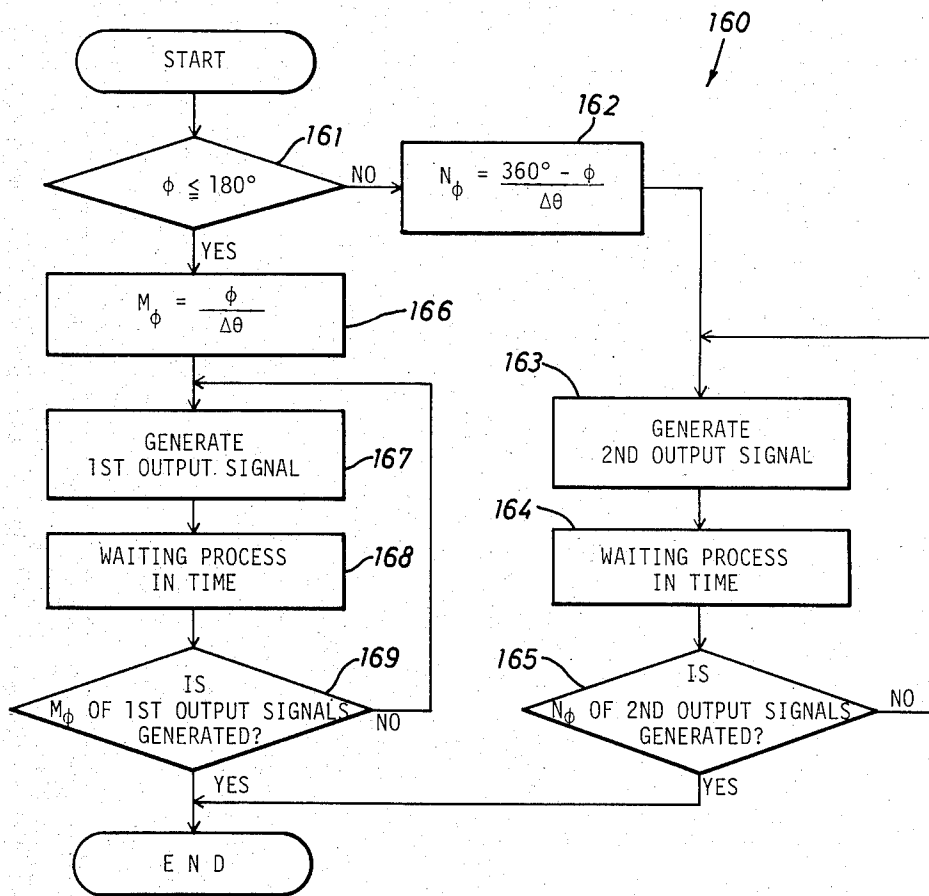 160
START
161
φ ≦ 180°
NO
162
N_φ = (360° - φ) / Δθ
YES
M_φ = φ / Δθ
166
163
GENERATE
1ST OUTPUT SIGNAL
167
GENERATE
2ND OUTPUT SIGNAL
164
WAITING PROCESS
IN TIME
168
WAITING PROCESS
IN TIME
169
IS
M_φ OF 1ST OUTPUT SIGNALS
GENERATED?
NO
165
IS
N_φ OF 2ND OUTPUT SIGNALS
GENERATED?
NO
YES
YES
END